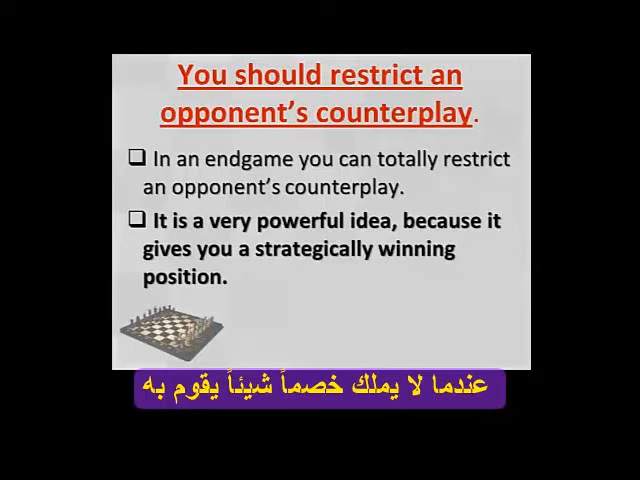 You should restrict an
opponent's counterplay.
❑ In an endgame you can totally restrict
an opponent's counterplay.
❑ It is a very powerful idea, because it
gives you a strategically winning
position.
عندما لا يملك خصماً شيئاً يقوم به